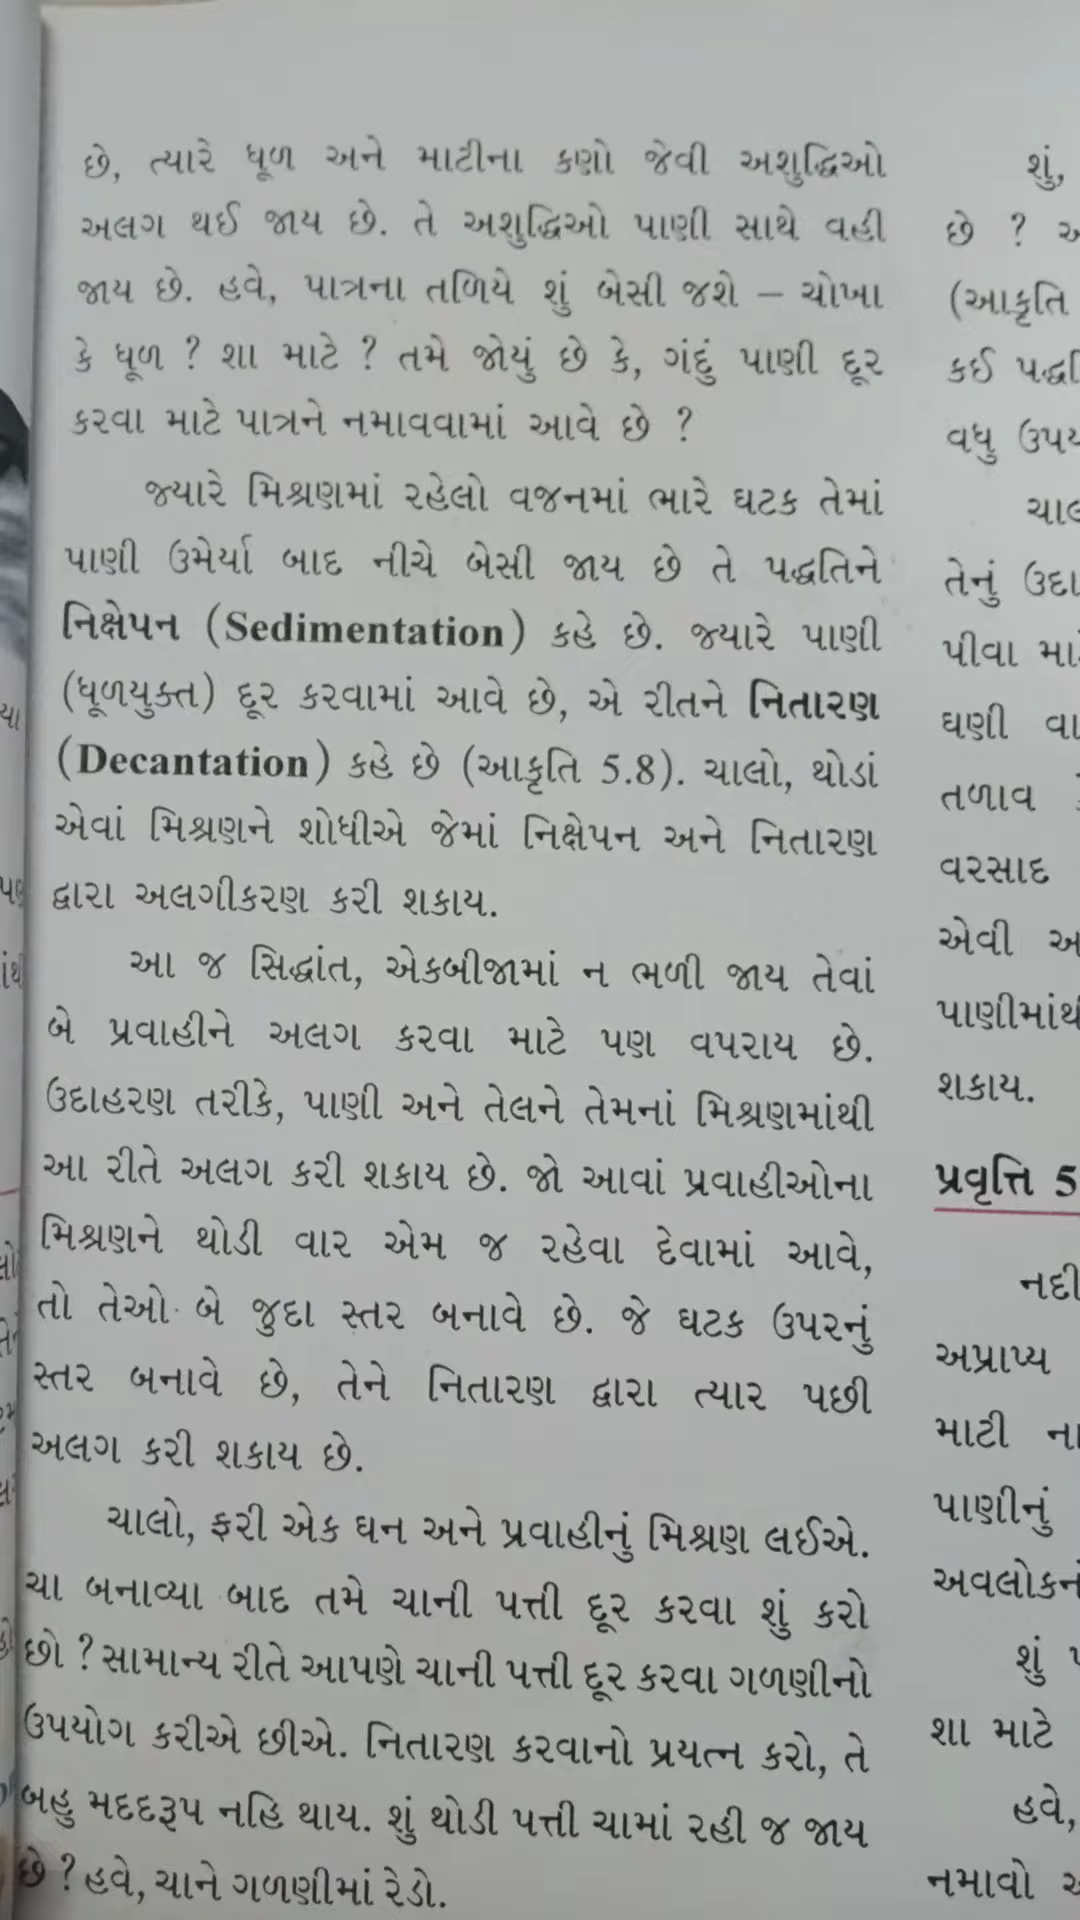 છે, ત્યારે ધૂળ અને માટીના કણો જેવી અશુદ્ધિઓ
અલગ થઈ જાય છે. તે અશુદ્ધિઓ પાણી સાથે વહી
જાય છે. હવે, પાત્રના તળિયે શું બેસી જશે – ચોખા
કે ધૂળ ? શા માટે ? તમે જોયું છે કે, ગંદું પાણી દૂર
કરવા માટે પાત્રને નમાવવામાં આવે છે ?
જ્યારે મિશ્રણમાં રહેલો વજનમાં ભારે ઘટક તેમાં
પાણી ઉમેર્યા બાદ નીચે બેસી જાય છે તે પદ્ધતિને
નિક્ષેપન (Sedimentation) કહે છે. જ્યારે પાણી
(ધૂળયુક્ત) દૂર કરવામાં આવે છે, એ રીતને નિતારણ
(Decantation) કહે છે (આકૃતિ 5.8). ચાલો, થોડાં
એવાં મિશ્રણને શોધીએ જેમાં નિક્ષેપન અને નિતારણ
દ્વારા અલગીકરણ કરી શકાય.
આ જ સિદ્ધાંત, એકબીજામાં ન ભળી જાય તેવાં
બે પ્રવાહીને અલગ કરવા માટે પણ વપરાય છે.
ઉદાહરણ તરીકે, પાણી અને તેલને તેમનાં મિશ્રણમાંથી
આ રીતે અલગ કરી શકાય છે. જો આવાં પ્રવાહીઓના
મિશ્રણને થોડી વાર એમ જ રહેવા દેવામાં આવે,
તો તેઓ બે જુદા સ્તર બનાવે છે. જે ઘટક ઉપરનું
સ્તર બનાવે છે, તેને નિતારણ દ્વારા ત્યાર પછી
અલગ કરી શકાય છે.
ચાલો, ફરી એક ઘન અને પ્રવાહીનું મિશ્રણ લઈએ.
ચા બનાવ્યા બાદ તમે ચાની પત્તી દૂર કરવા શું કરો
છો ? સામાન્ય રીતે આપણે ચાની પત્તી દૂર કરવા ગળણીનો
ઉપયોગ કરીએ છીએ. નિતારણ કરવાનો પ્રયત્ન કરો, તે
બહુ મદદરૂપ નહિ થાય. શું થોડી પત્તી ચામાં રહી જ જાય
છે ? હવે, ચાને ગળણીમાં રેડો.
શું,
છે ?
(આકૃતિ
કઈ
વધુ
તેનું
પીવા
ઘણી
તળાવ
વરસાદ
એવી
શકાય.
પ્રવૃત્તિ 5
નદી
અપ્રાપ્ય
માટી
પાણીનું
શું
શા માટે
હવે,
નમાવો